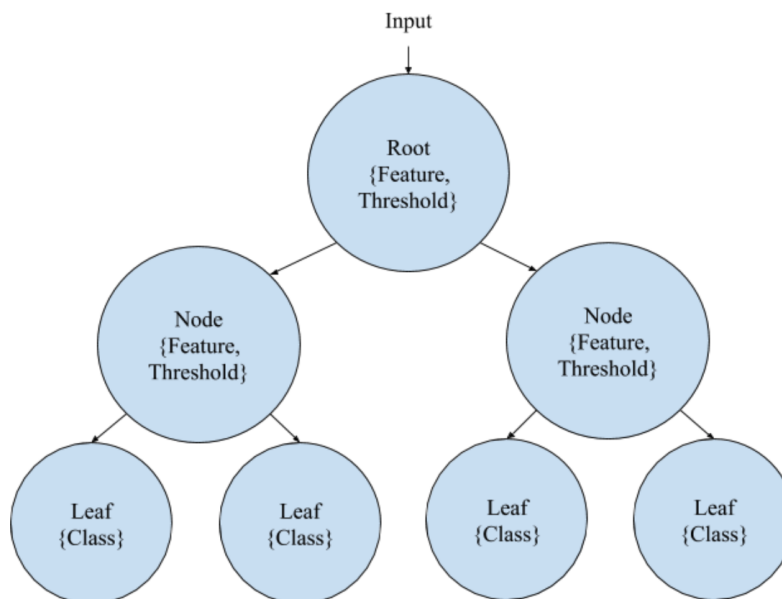 Input
Root
{Feature,
Threshold}
Node
{Feature,
Threshold}
Node
{Feature,
Threshold}
Leaf
{Class}
Leaf
{Class}
Leaf
{Class}
Leaf
{Class}